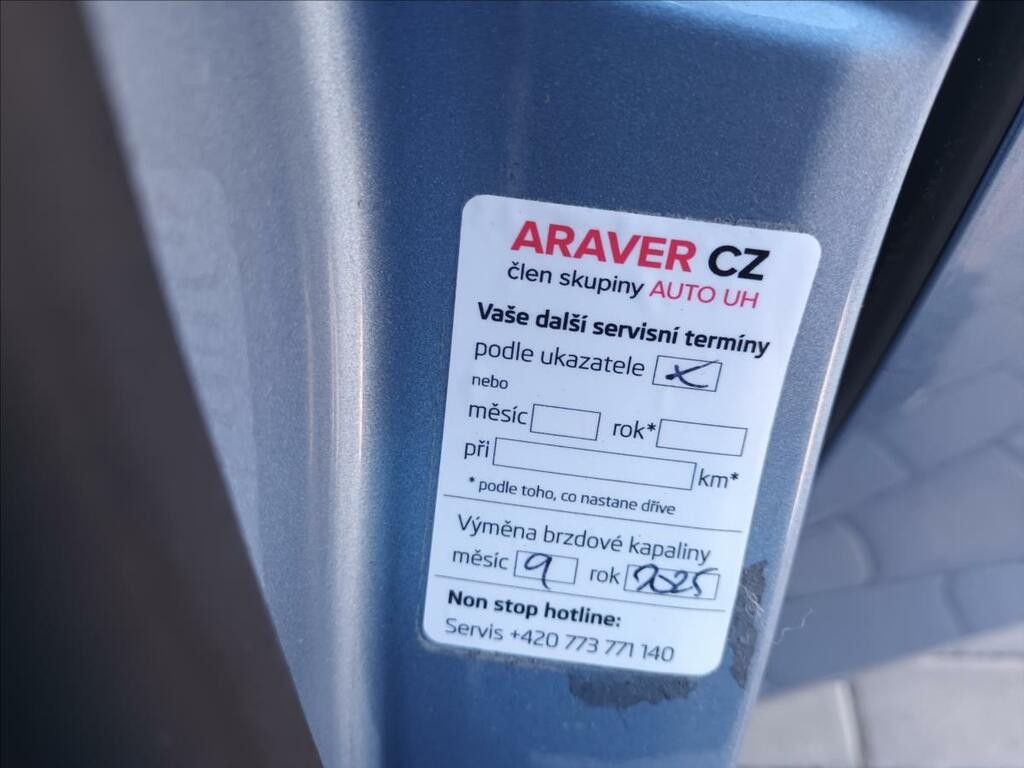 ARAVER CZ
člen skupiny AUTO UH
Vaše další servisní termíny
podle ukazatele X
nebo
měsíc rok*
při km*
* podle toho, co nastane dříve
Výměna brzdové kapaliny
měsíc 9 rok 2025
Non stop hotline:
Servis +420 773 771 140